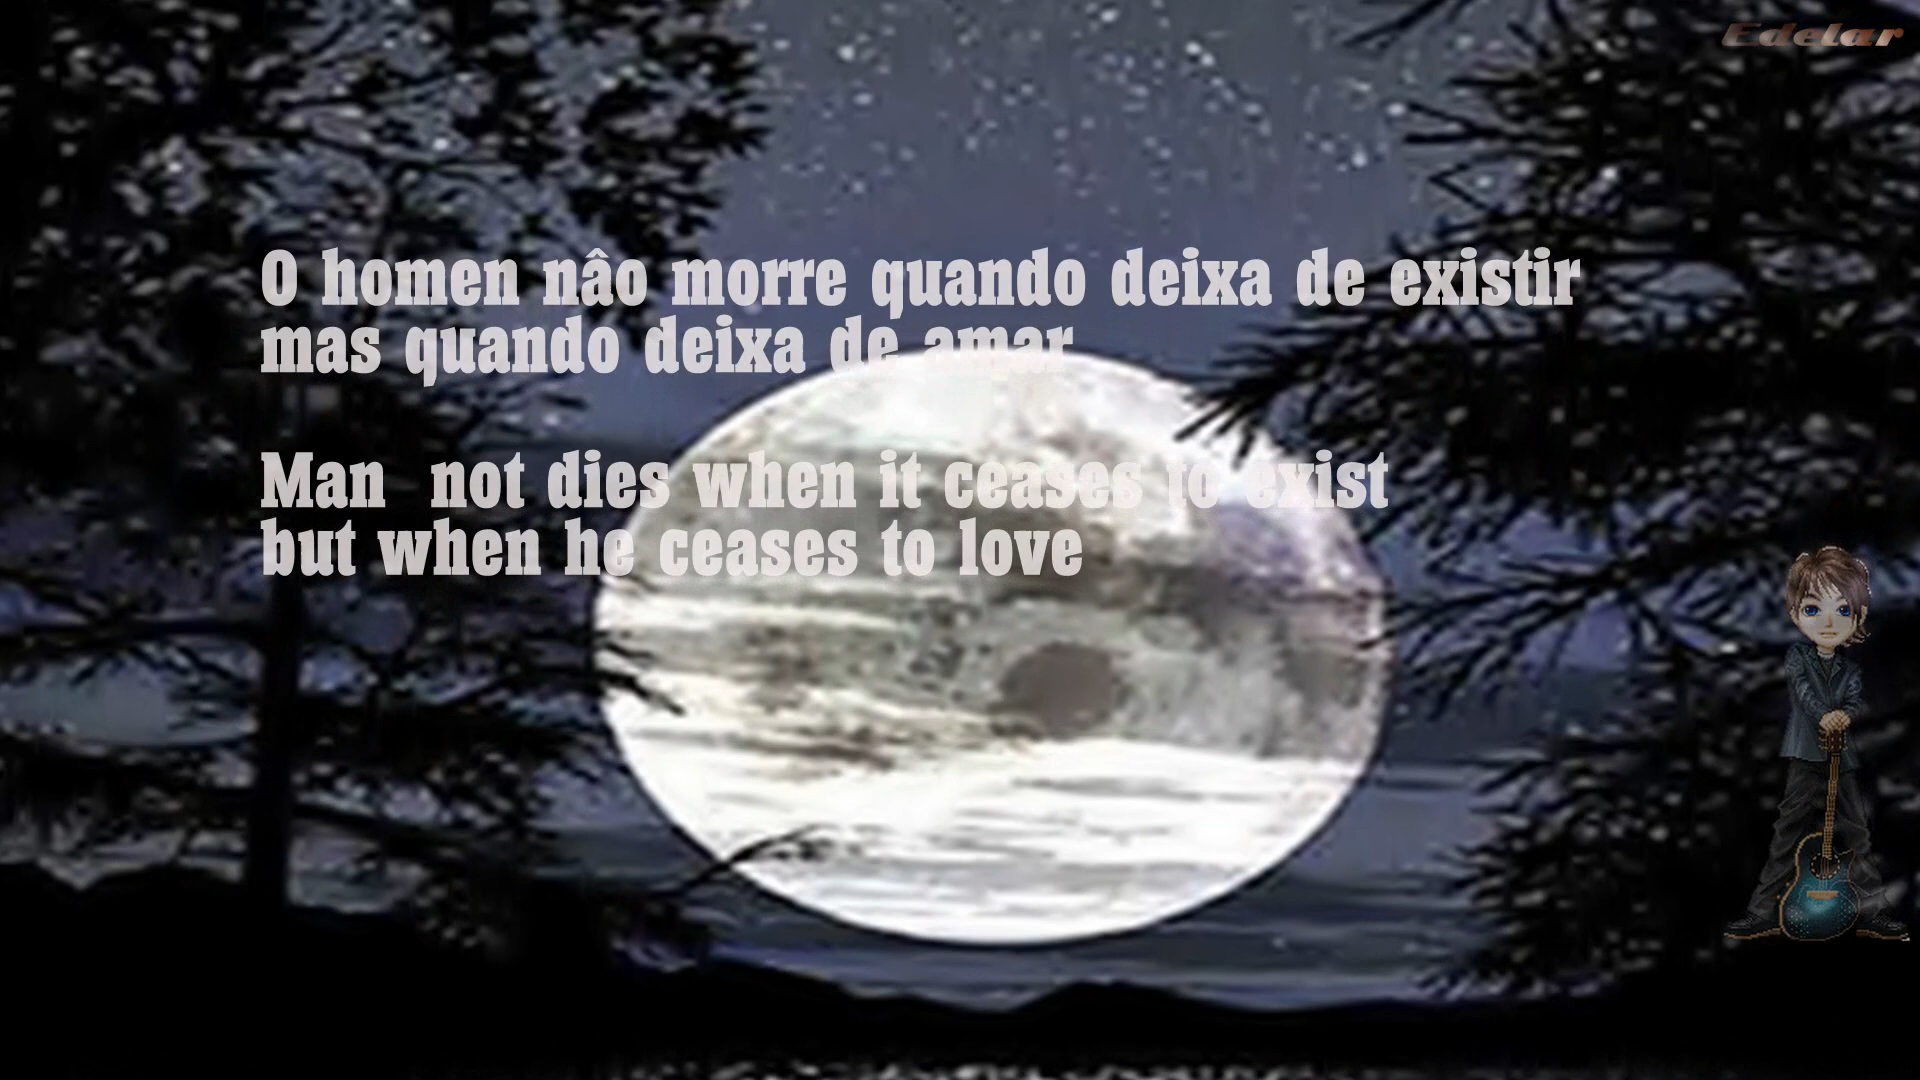 Edelar
O homen nâo morre quando deixa de existir
mas quando deixa de amar
Man not dies when it ceases to exist
but when he ceases to love